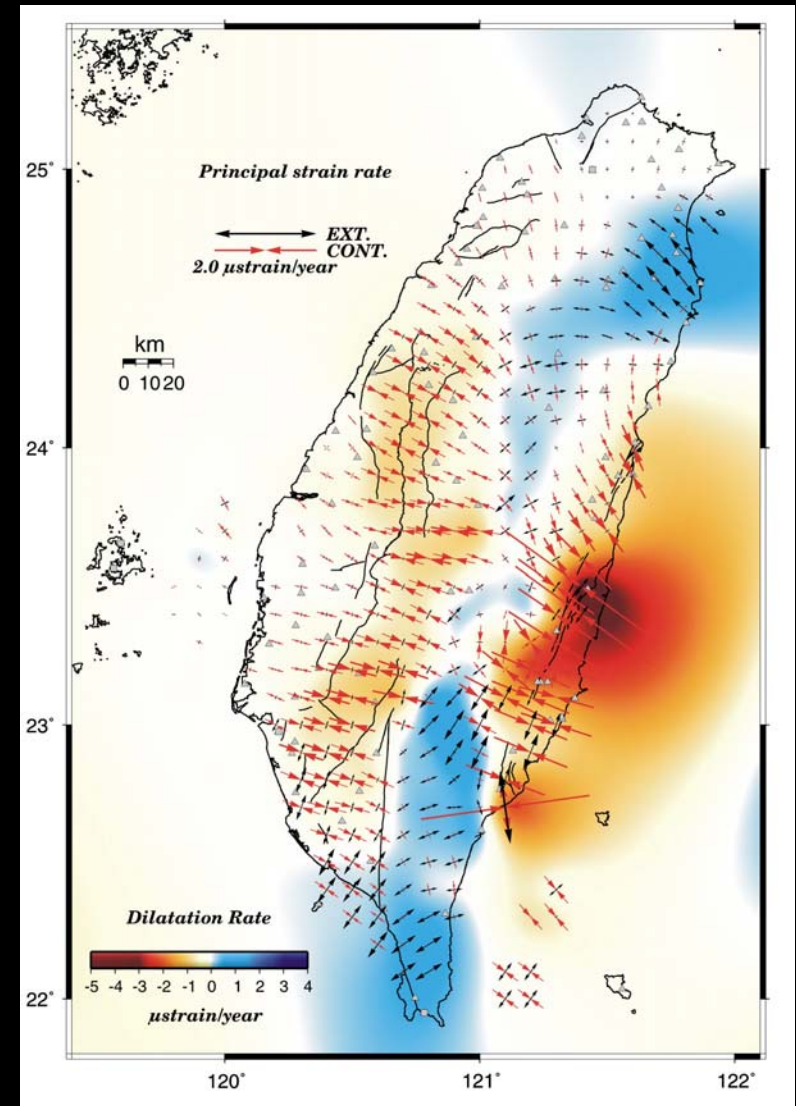 25°
Principal strain rate
EXT.
CONT.
2.0 µstrain/year
km
0 10 20
24°
23°
Dilatation Rate
-5 -4 -3 -2 -1 0 1 2 3 4
µstrain/year
22°
120° 121° 122°